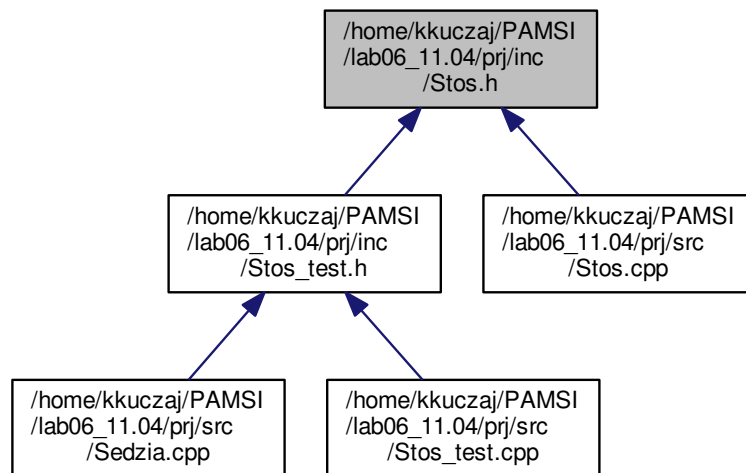 /home/kkuczaj/PAMSI
/lab06_11.04/prj/inc
/Stos.h
/home/kkuczaj/PAMSI
/lab06_11.04/prj/inc
/Stos_test.h
/home/kkuczaj/PAMSI
/lab06_11.04/prj/src
/Stos.cpp
/home/kkuczaj/PAMSI
/lab06_11.04/prj/src
/Sedzia.cpp
/home/kkuczaj/PAMSI
/lab06_11.04/prj/src
/Stos_test.cpp